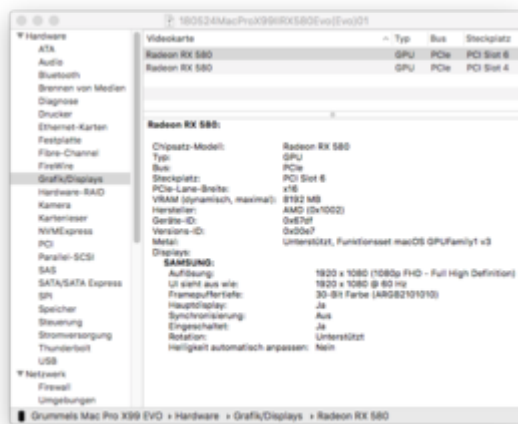 180524MacProX99IIRX580Evo(Evo)01
Hardware
ATA
Audio
Bluetooth
Brennen von Medien
Diagnose
Drucker
Ethernet-Karten
Festplatte
Fibre-Channel
FireWire
Grafik/Displays
Hardware-RAID
Kamera
Kartenleser
NVMExpress
PCI
Parallel-SCSI
SAS
SATA/SATA Express
SPI
Speicher
Steuerung
Stromversorgung
Thunderbolt
USB
Netzwerk
Firewall
Umgebungen
Videokarte Typ Bus Steckplatz
Radeon RX 580 GPU PCIe PCI Slot 6
Radeon RX 580 GPU PCIe PCI Slot 4
Radeon RX 580:
Chipsatz-Modell: Radeon RX 580
Typ: GPU
Bus: PCIe
Steckplatz: PCI Slot 6
PCIe-Lane-Breite: x16
VRAM (dynamisch, maximal): 8192 MB
Hersteller: AMD (0x1002)
Geräte-ID: 0x67df
Versions-ID: 0x00e7
Metal: Unterstützt, Funktionsset macOS GPUFamily1 v3
Displays:
SAMSUNG:
Auflösung: 1920 x 1080 (1080p FHD - Full High Definition)
UI sieht aus wie: 1920 x 1080 @ 60 Hz
Framepuffertiefe: 30-Bit Farbe (ARGB2101010)
Hauptdisplay: Ja
Synchronisierung: Aus
Eingeschaltet: Ja
Rotation: Unterstützt
Helligkeit automatisch anpassen: Nein
Grummels Mac Pro X99 EVO › Hardware › Grafik/Displays › Radeon RX 580